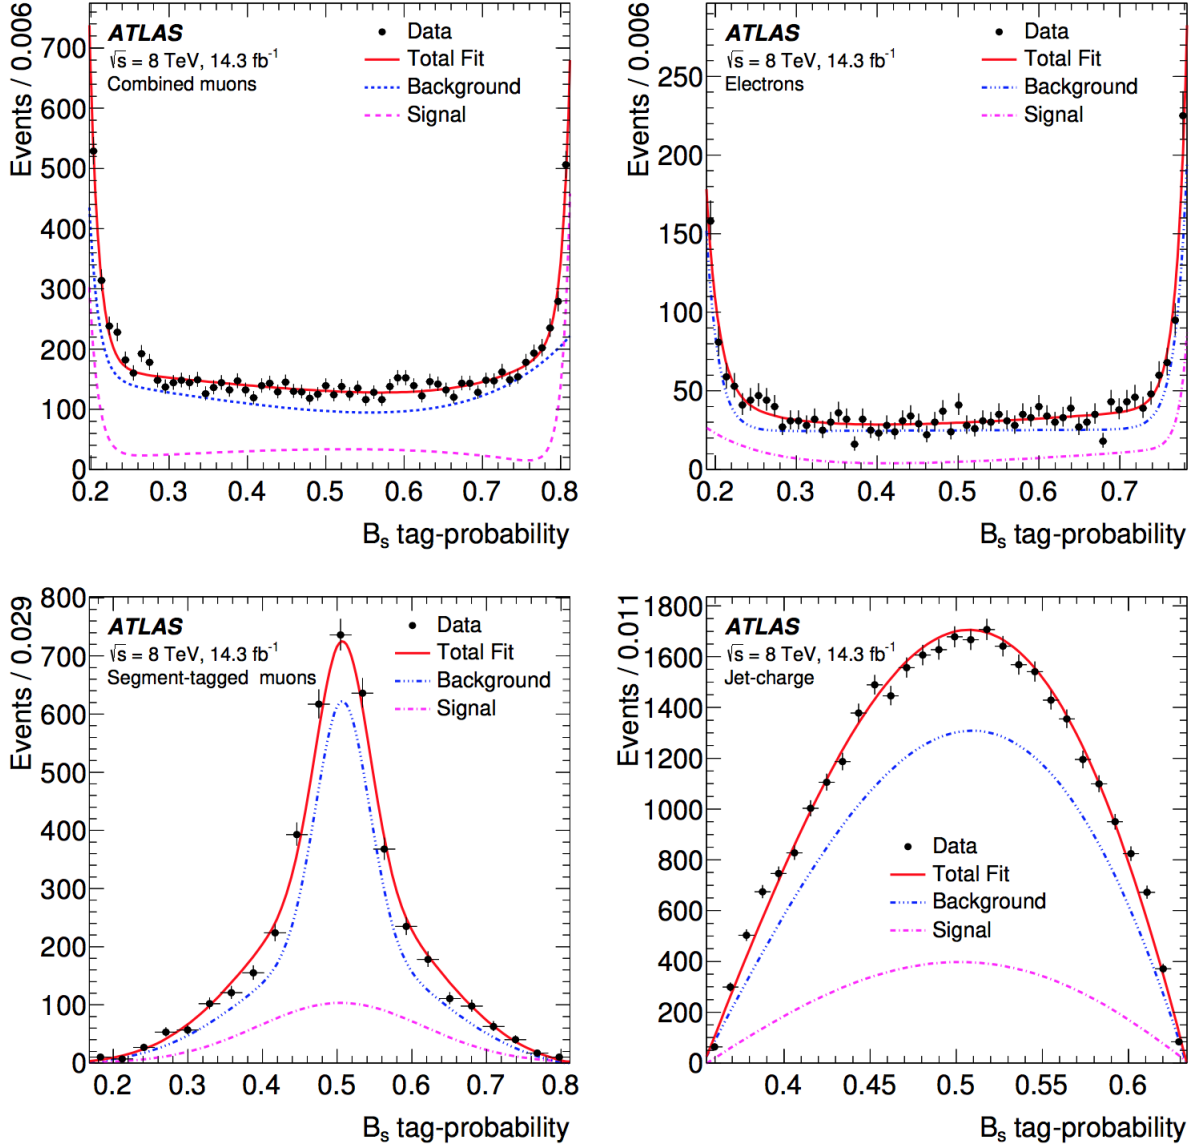 Events / 0.006
700
600
500
400
300
200
100
0
ATLAS
√s = 8 TeV, 14.3 fb-1
Combined muons
Data
Total Fit
Background
Signal
0.2 0.3 0.4 0.5 0.6 0.7 0.8
Bs tag-probability
Events / 0.006
250
200
150
100
50
0
ATLAS
√s = 8 TeV, 14.3 fb-1
Electrons
Data
Total Fit
Background
Signal
0.2 0.3 0.4 0.5 0.6 0.7
Bs tag-probability
Events / 0.029
800
700
600
500
400
300
200
100
0
ATLAS
√s = 8 TeV, 14.3 fb-1
Segment-tagged muons
Data
Total Fit
Background
Signal
0.2 0.3 0.4 0.5 0.6 0.7 0.8
Bs tag-probability
Events / 0.011
1800
1600
1400
1200
1000
800
600
400
200
0
ATLAS
√s = 8 TeV, 14.3 fb-1
Jet-charge
Data
Total Fit
Background
Signal
0.4 0.45 0.5 0.55 0.6
Bs tag-probability